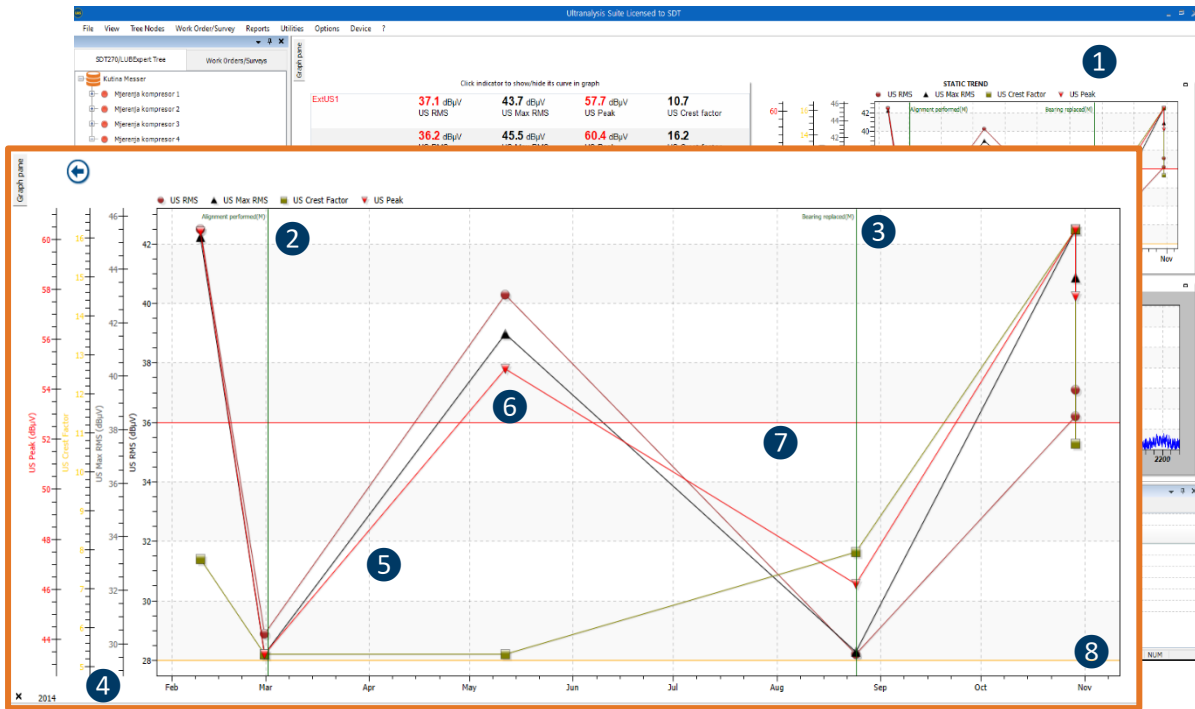 Ultranalysis Suite Licensed to SDT
File View Tree Nodes Work Order/Survey Reports Utilities Options Device ?
SDT270/LUBExpert Tree Work Orders/Surveys
Kutina Messer
Mjerenja kompresor 1
Mjerenja kompresor 2
Mjerenja kompresor 3
Mjerenja kompresor 4
Graph pane
Click indicator to show/hide its curve in graph
ExtUS1 37.1 dBµV 43.7 dBµV 57.7 dBµV 10.7
US RMS US Max RMS US Peak US Crest factor
36.2 dBµV 45.5 dBµV 60.4 dBµV 16.2
1
STATIC TREND
US RMS US Max RMS US Crest Factor US Peak
Alignment performed(M) Bearing replaced(M)
60 16 46 42
44 40
Nov
2200
NUM
Graph pane
US RMS US Max RMS US Crest Factor US Peak
Alignment performed(M) Bearing replaced(M)
2
3
4
5
6
7
8
US Peak (dBµV)
60
58
56
54
52
50
48
46
44
US Crest Factor
16
15
14
13
12
11
10
9
8
7
6
5
US Max RMS (dBµV)
46
44
42
40
38
36
34
32
30
US RMS (dBµV)
42
40
38
36
34
32
30
28
Feb Mar Apr May Jun Jul Aug Sep Oct Nov
2014